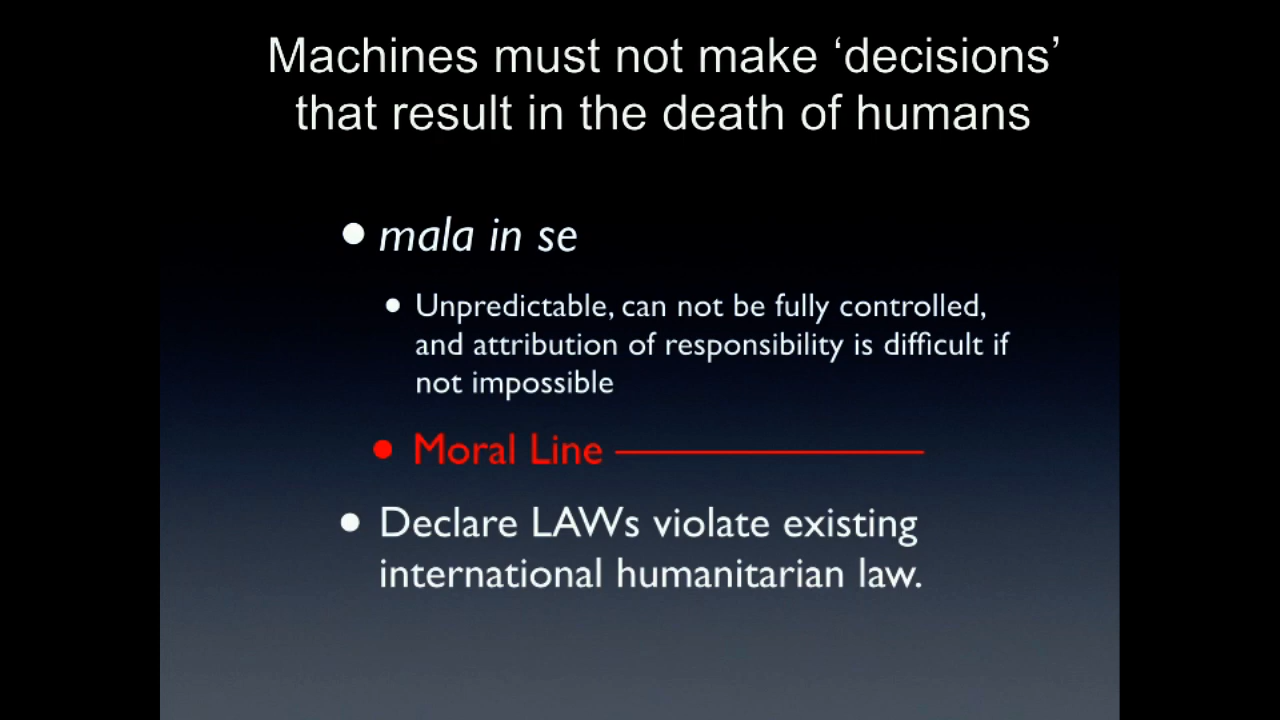 Machines must not make ‘decisions’
that result in the death of humans
• mala in se
• Unpredictable, can not be fully controlled,
and attribution of responsibility is difficult if
not impossible
• Moral Line
• Declare LAWs violate existing
international humanitarian law.